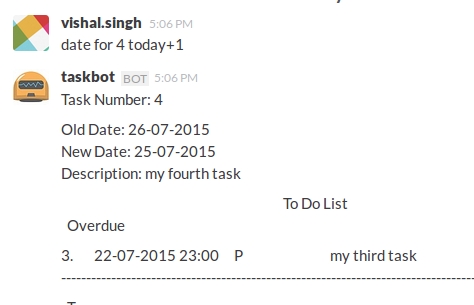 vishal.singh 5:06 PM
date for 4 today+1
taskbot BOT 5:06 PM
Task Number: 4
Old Date: 26-07-2015
New Date: 25-07-2015
Description: my fourth task
To Do List
Overdue
3. 22-07-2015 23:00 P my third task
--------------------------------------------------------------------------------